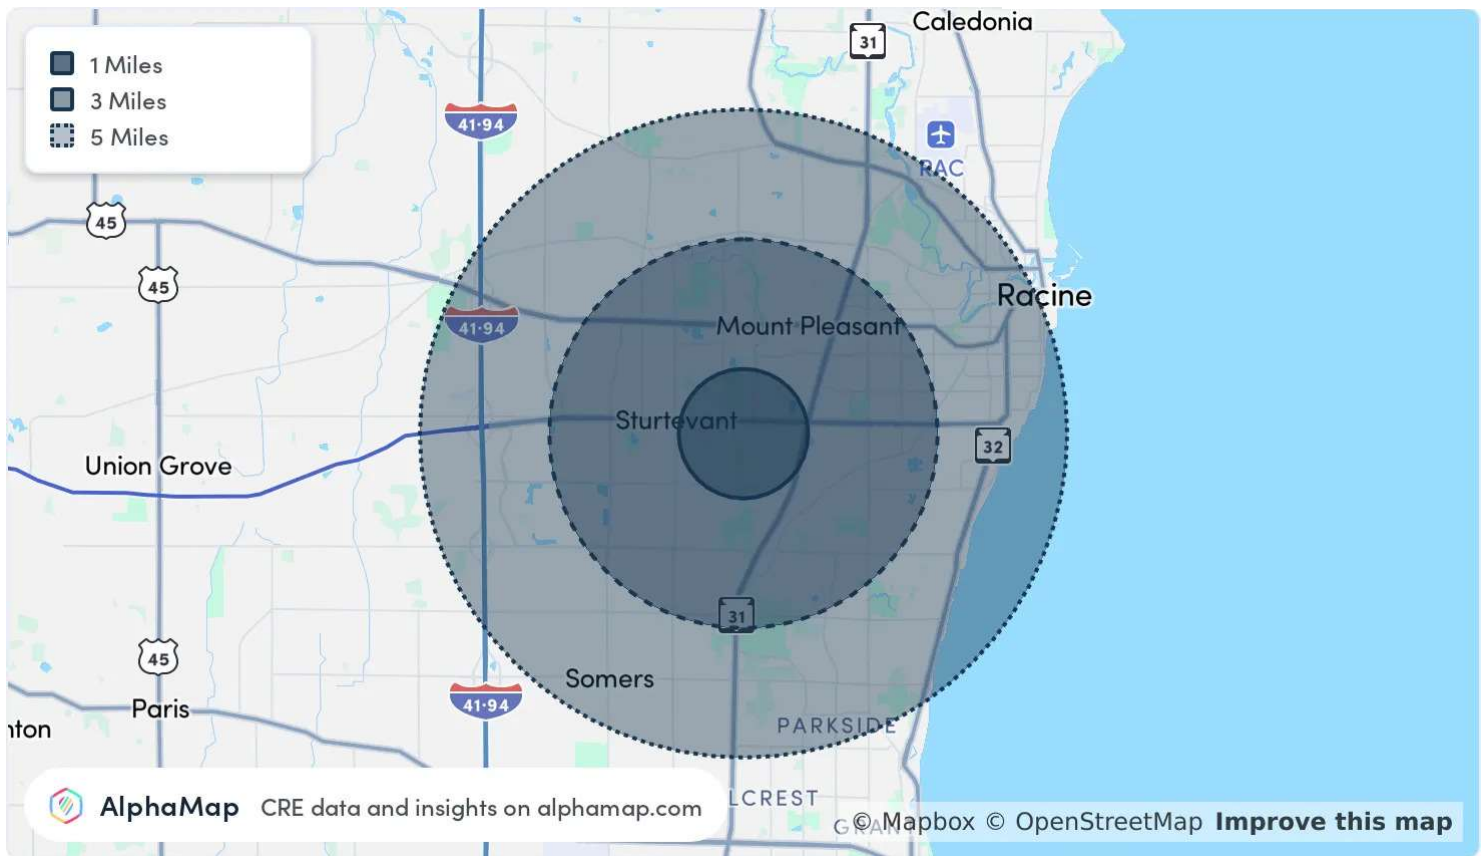 Caledonia
31
1 Miles
3 Miles
5 Miles
41-94
RAC
45
45
Racine
41-94
Mount Pleasant
Sturtevant
32
Union Grove
31
45
Somers
41-94
Paris
PARKSIDE
nton
LCREST
AlphaMap CRE data and insights on alphamap.com
GRAN
© Mapbox © OpenStreetMap Improve this map